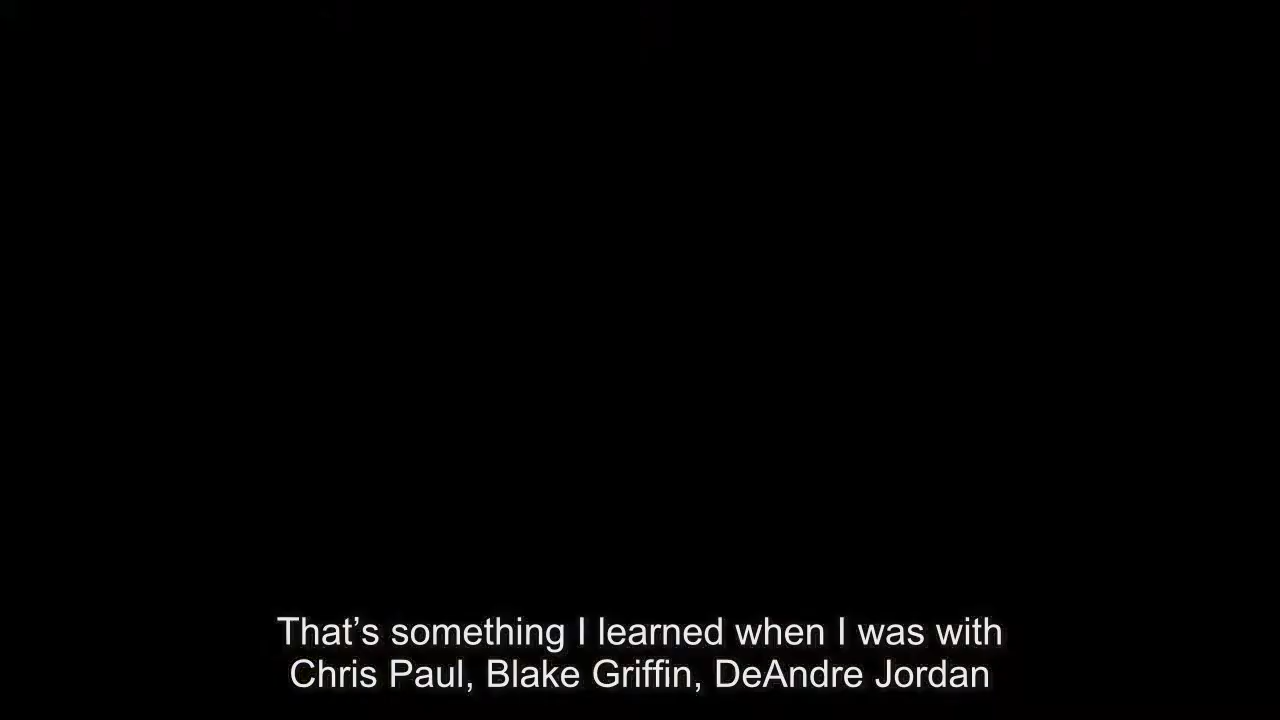 That’s something I learned when I was with
Chris Paul, Blake Griffin, DeAndre Jordan